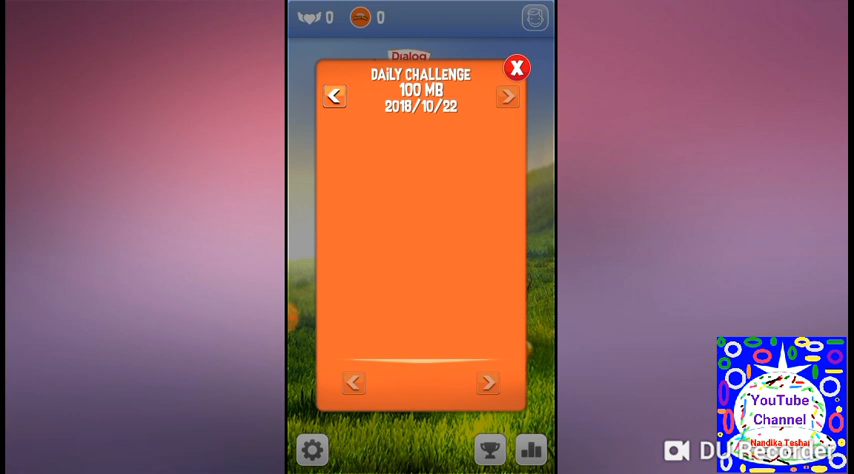 0 0
Dialog
X
DAILY CHALLENGE
100 MB
2018/10/22
YouTube
Channel
Nandika Teshan
DU Recorder